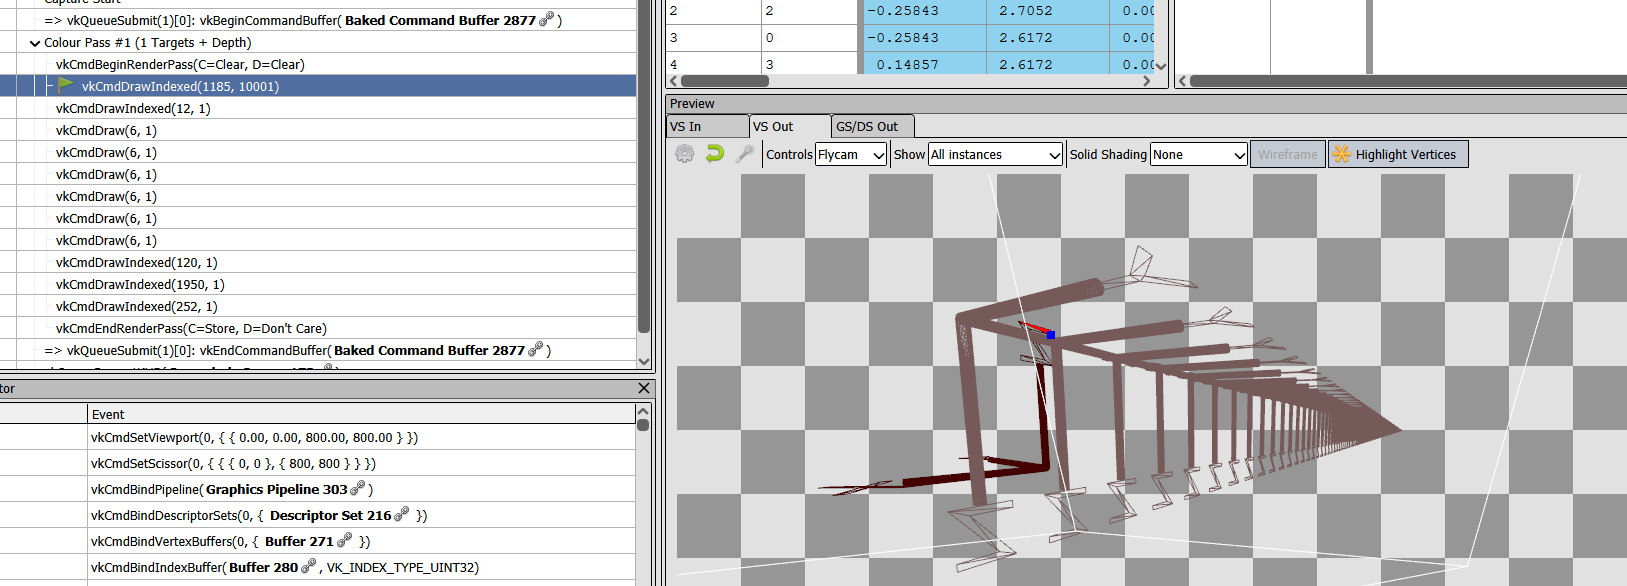 Capture Start
=> vkQueueSubmit(1)[0]: vkBeginCommandBuffer( Baked Command Buffer 2877 )
Colour Pass #1 (1 Targets + Depth)
vkCmdBeginRenderPass(C=Clear, D=Clear)
vkCmdDrawIndexed(1185, 10001)
vkCmdDrawIndexed(12, 1)
vkCmdDraw(6, 1)
vkCmdDraw(6, 1)
vkCmdDraw(6, 1)
vkCmdDraw(6, 1)
vkCmdDraw(6, 1)
vkCmdDraw(6, 1)
vkCmdDrawIndexed(120, 1)
vkCmdDrawIndexed(1950, 1)
vkCmdDrawIndexed(252, 1)
vkCmdEndRenderPass(C=Store, D=Don't Care)
=> vkQueueSubmit(1)[0]: vkEndCommandBuffer( Baked Command Buffer 2877 )
tor
Event
vkCmdSetViewport(0, { { 0.00, 0.00, 800.00, 800.00 } })
vkCmdSetScissor(0, { { { 0, 0 }, { 800, 800 } } })
vkCmdBindPipeline( Graphics Pipeline 303 )
vkCmdBindDescriptorSets(0, { Descriptor Set 216 })
vkCmdBindVertexBuffers(0, { Buffer 271 })
vkCmdBindIndexBuffer( Buffer 280 , VK_INDEX_TYPE_UINT32)
2 2 -0.25843 2.7052 0.00
3 0 -0.25843 2.6172 0.00
4 3 0.14857 2.6172 0.00
Preview
VS In VS Out GS/DS Out
Controls Flycam Show All instances Solid Shading None Wireframe Highlight Vertices